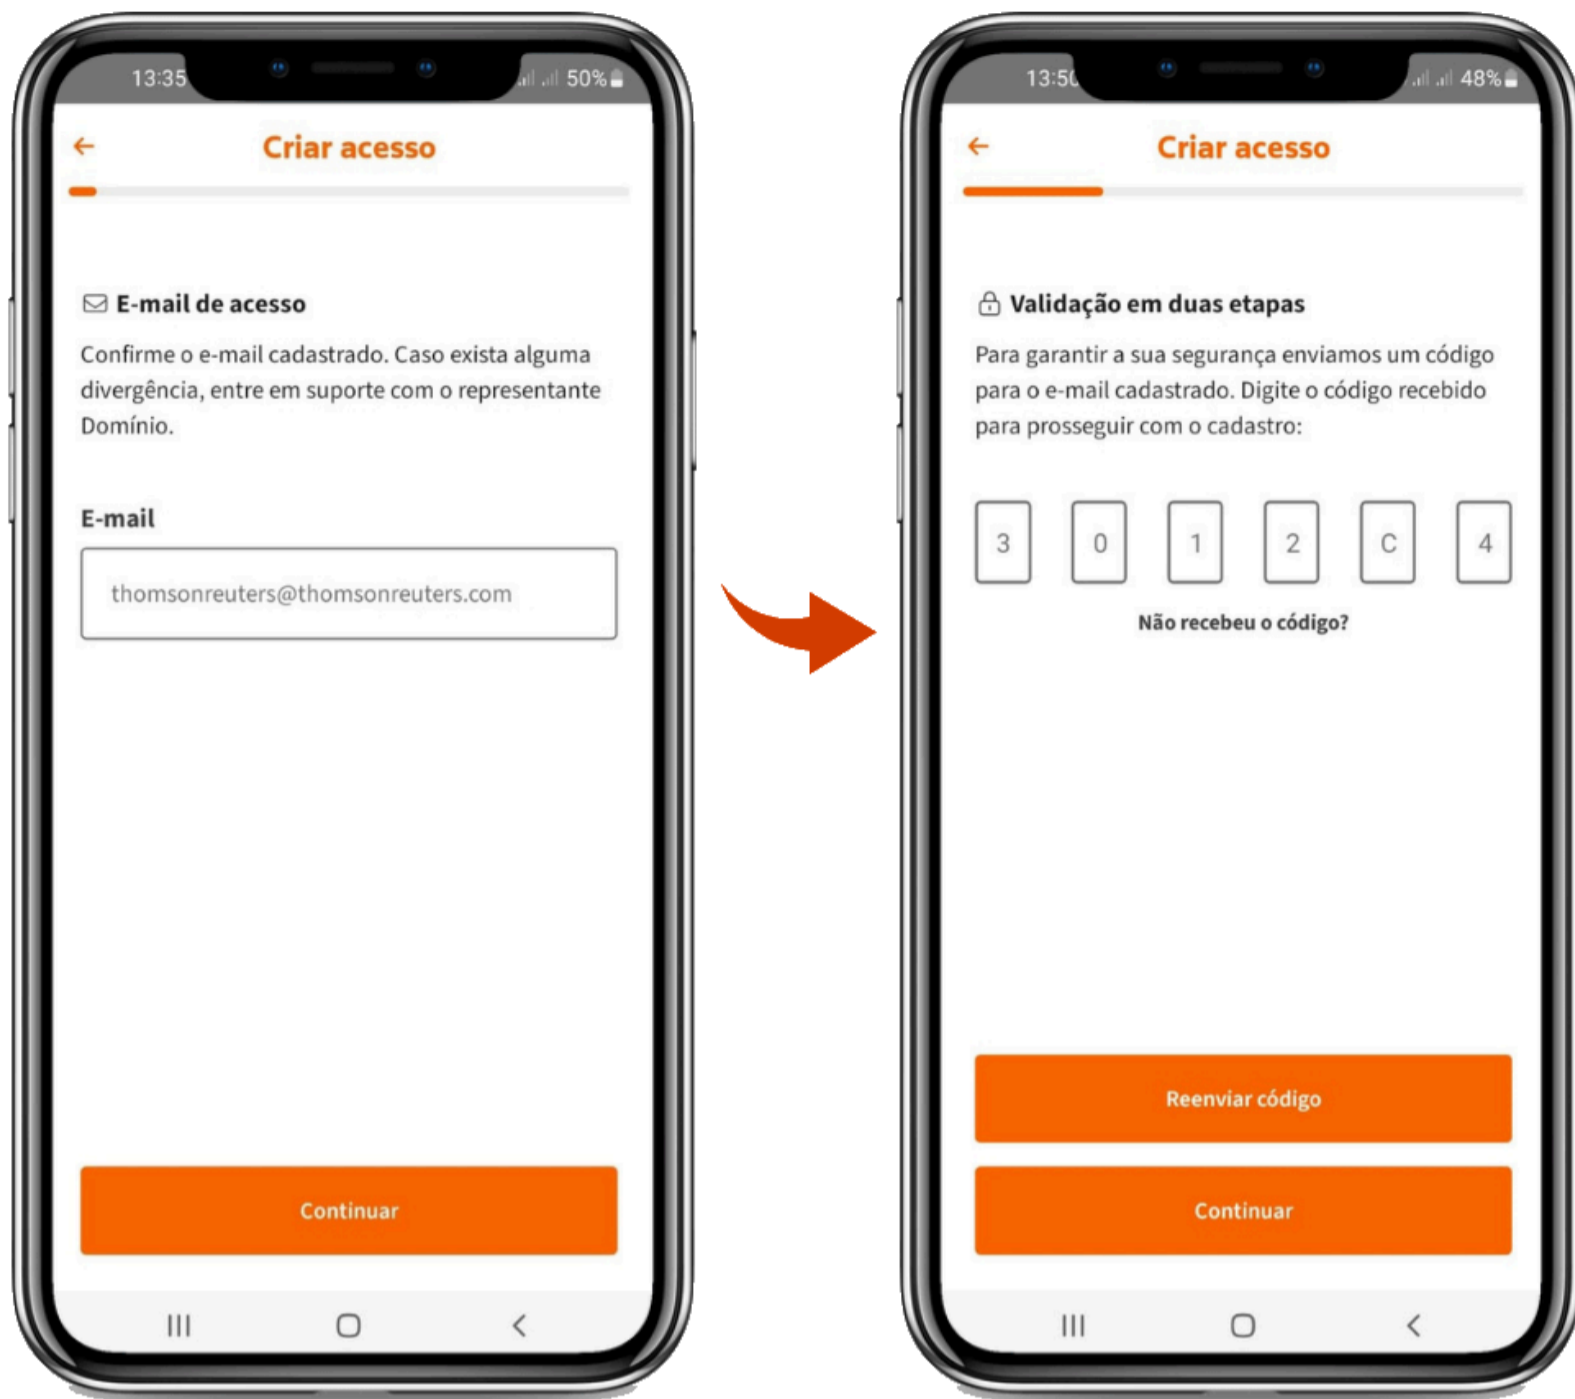 13:35
50%
Criar acesso
E-mail de acesso
Confirme o e-mail cadastrado. Caso exista alguma
divergência, entre em suporte com o representante
Domínio.
E-mail
thomsonreuters@thomsonreuters.com
Continuar
13:50
48%
Criar acesso
Validação em duas etapas
Para garantir a sua segurança enviamos um código
para o e-mail cadastrado. Digite o código recebido
para prosseguir com o cadastro:
3 0 1 2 C 4
Não recebeu o código?
Reenviar código
Continuar